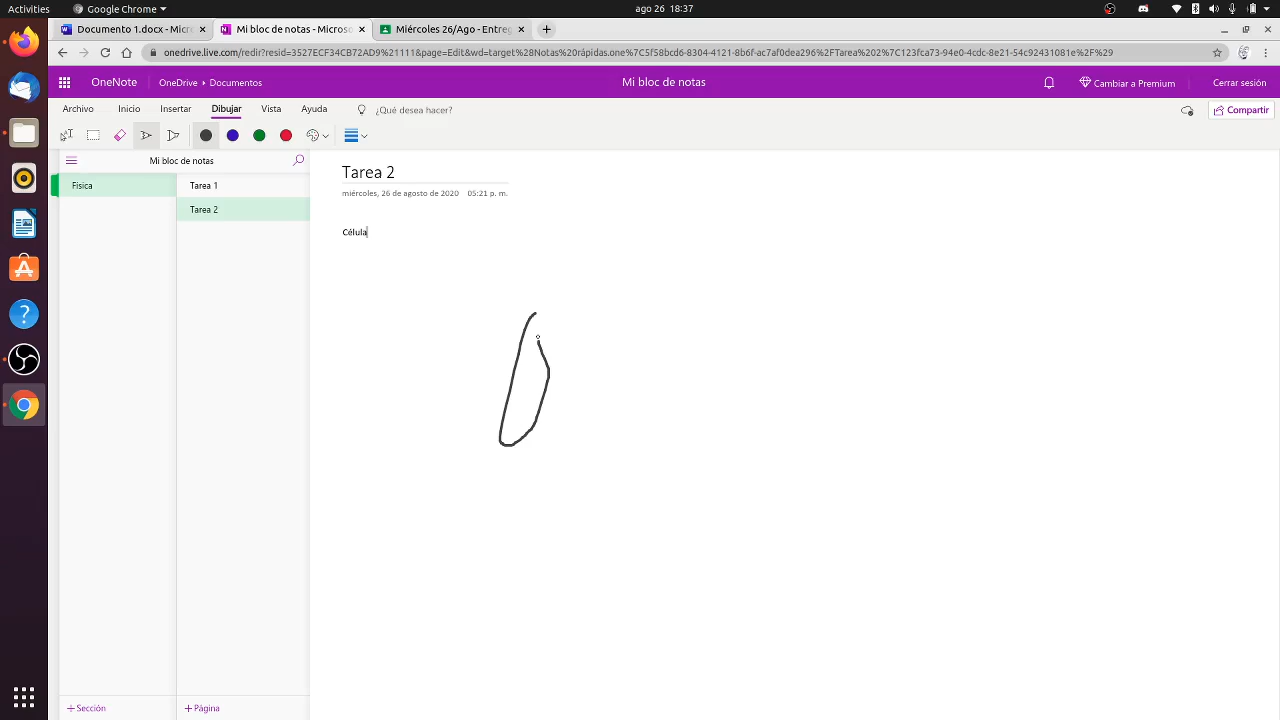 Activities
Google Chrome
ago 26 18:37
Documento 1.docx - Micro
Mi bloc de notas - Microso
Miércoles 26/Ago - Entreg
onedrive.live.com/redir?resid=3527ECF34CB72AD9%21111&page=Edit&wd=target%28Notas%20rápidas.one%7C5f58bcd6-8304-4121-8b6f-ac7af0dea296%2FTarea%202%7C123fca73-94e0-4cdc-8e21-54c92431081e%2F%29
OneNote
OneDrive
Documentos
Mi bloc de notas
Cambiar a Premium
Cerrar sesión
Archivo
Inicio
Insertar
Dibujar
Vista
Ayuda
¿Qué desea hacer?
Compartir
Mi bloc de notas
Física
Tarea 1
Tarea 2
Tarea 2
miércoles, 26 de agosto de 2020 05:21 p. m.
Célula
+ Sección
+ Página